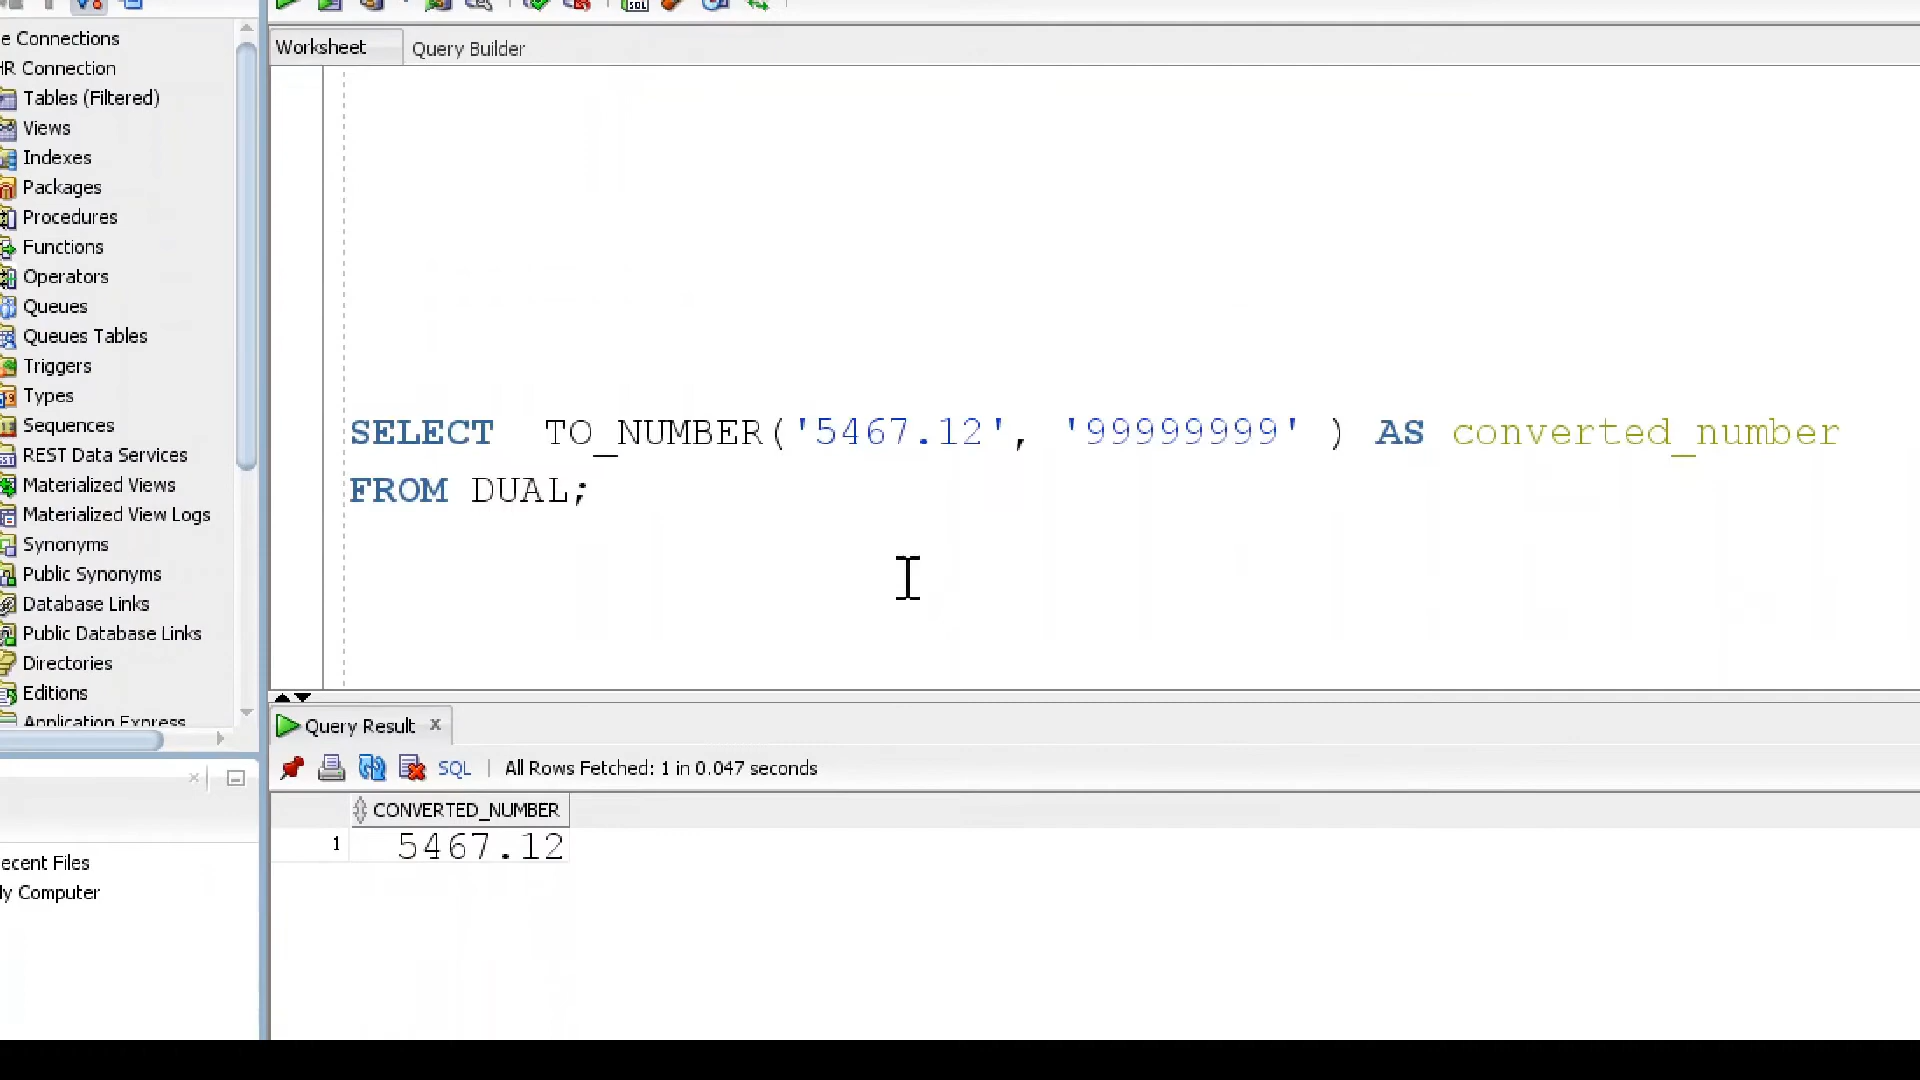 e Connections
HR Connection
Tables (Filtered)
Views
Indexes
Packages
Procedures
Functions
Operators
Queues
Queues Tables
Triggers
Types
Sequences
REST Data Services
Materialized Views
Materialized View Logs
Synonyms
Public Synonyms
Database Links
Public Database Links
Directories
Editions
Application Express
ecent Files
y Computer
Worksheet
Query Builder
SELECT TO_NUMBER('5467.12', '99999999' ) AS converted_number
FROM DUAL;
Query Result
SQL
All Rows Fetched: 1 in 0.047 seconds
CONVERTED_NUMBER
1 5467.12